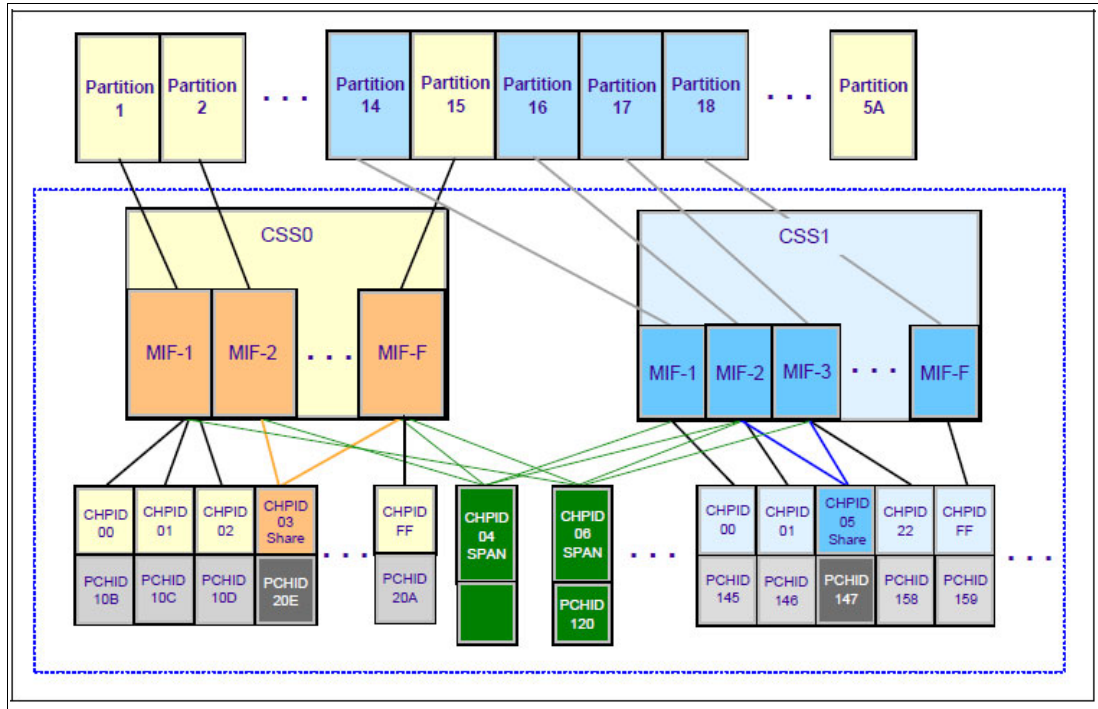 Partition
1
Partition
2
. . .
Partition
14
Partition
15
Partition
16
Partition
17
Partition
18
. . .
Partition
5A
CSS0
CSS1
MIF-1
MIF-2
. . .
MIF-F
MIF-1
MIF-2
MIF-3
. . .
MIF-F
CHPID
00
CHPID
01
CHPID
02
CHPID
03
Share
. . .
CHPID
FF
CHPID
04
SPAN
CHPID
06
SPAN
. . .
CHPID
00
CHPID
01
CHPID
05
Share
CHPID
22
CHPID
FF
. . .
PCHID
10B
PCHID
10C
PCHID
10D
PCHID
20E
PCHID
20A
PCHID
120
PCHID
145
PCHID
146
PCHID
147
PCHID
158
PCHID
159